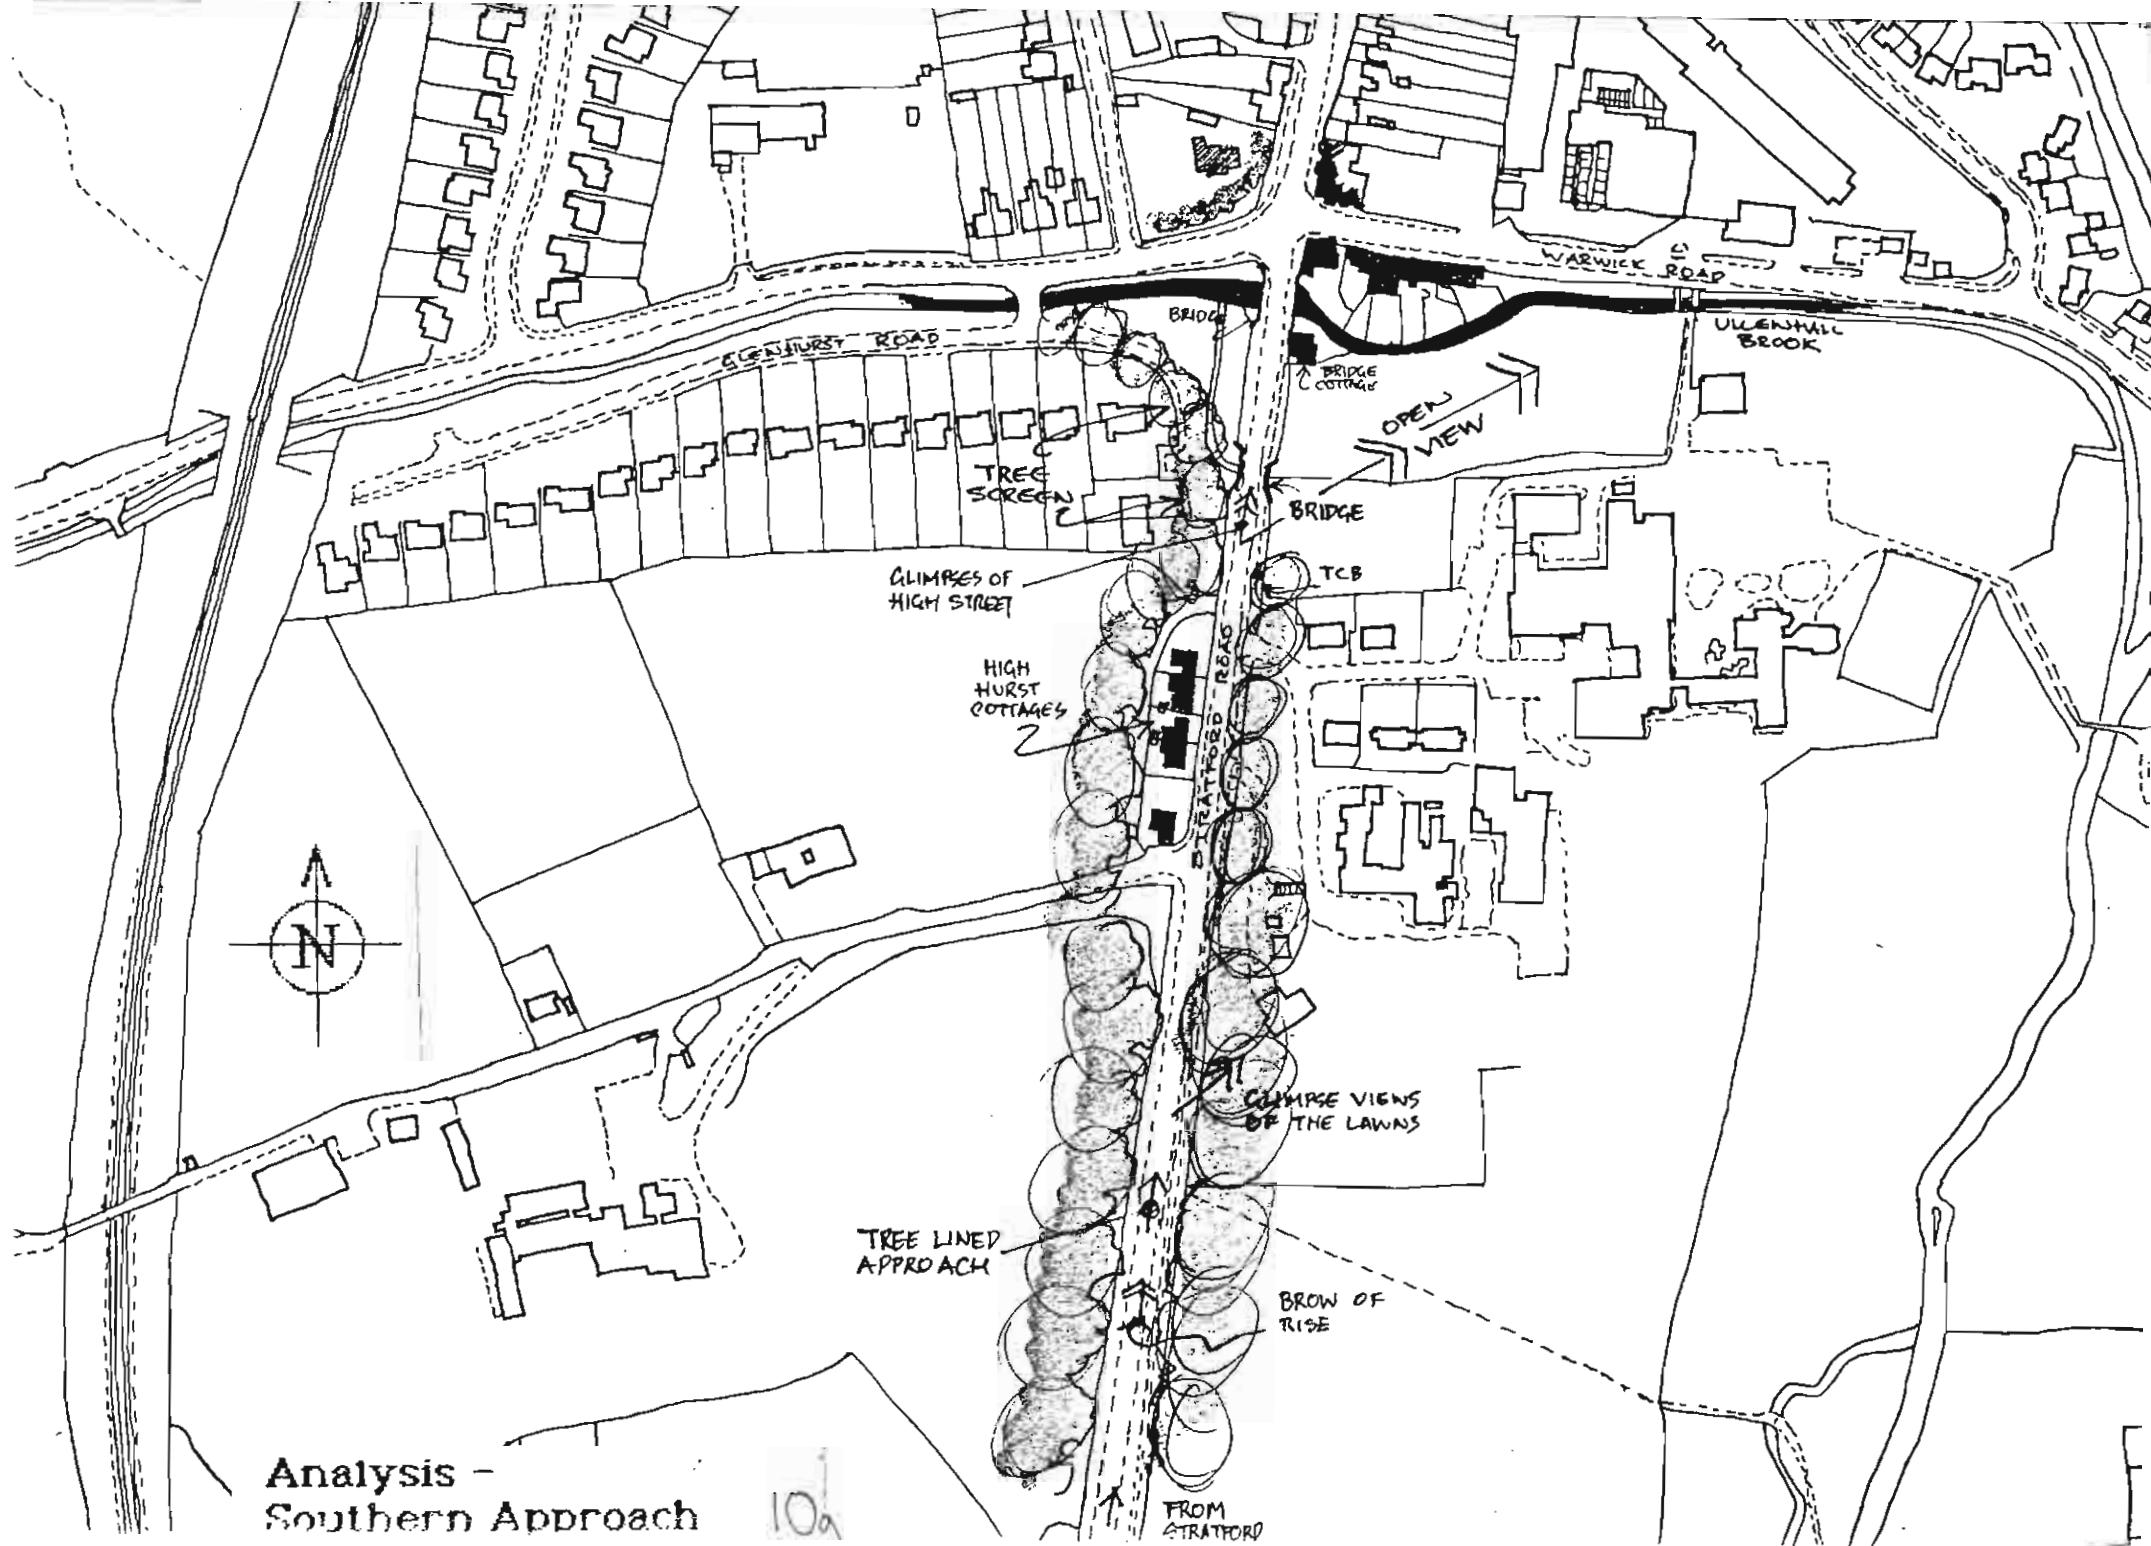 WARWICK ROAD
BRIDGE
ULLENHALL
BROOK
GLENHURST ROAD
BRIDGE
COTTAGE
OPEN
VIEW
TREE
SCREEN
BRIDGE
GLIMPSES OF
HIGH STREET
TCB
HIGH
HURST
COTTAGES
STRATFORD ROAD
N
GLIMPSE VIEWS
OF THE LAWNS
TREE LINED
APPROACH
BROW OF
RISE
Analysis -
Southern Approach
10a
FROM
STRATFORD